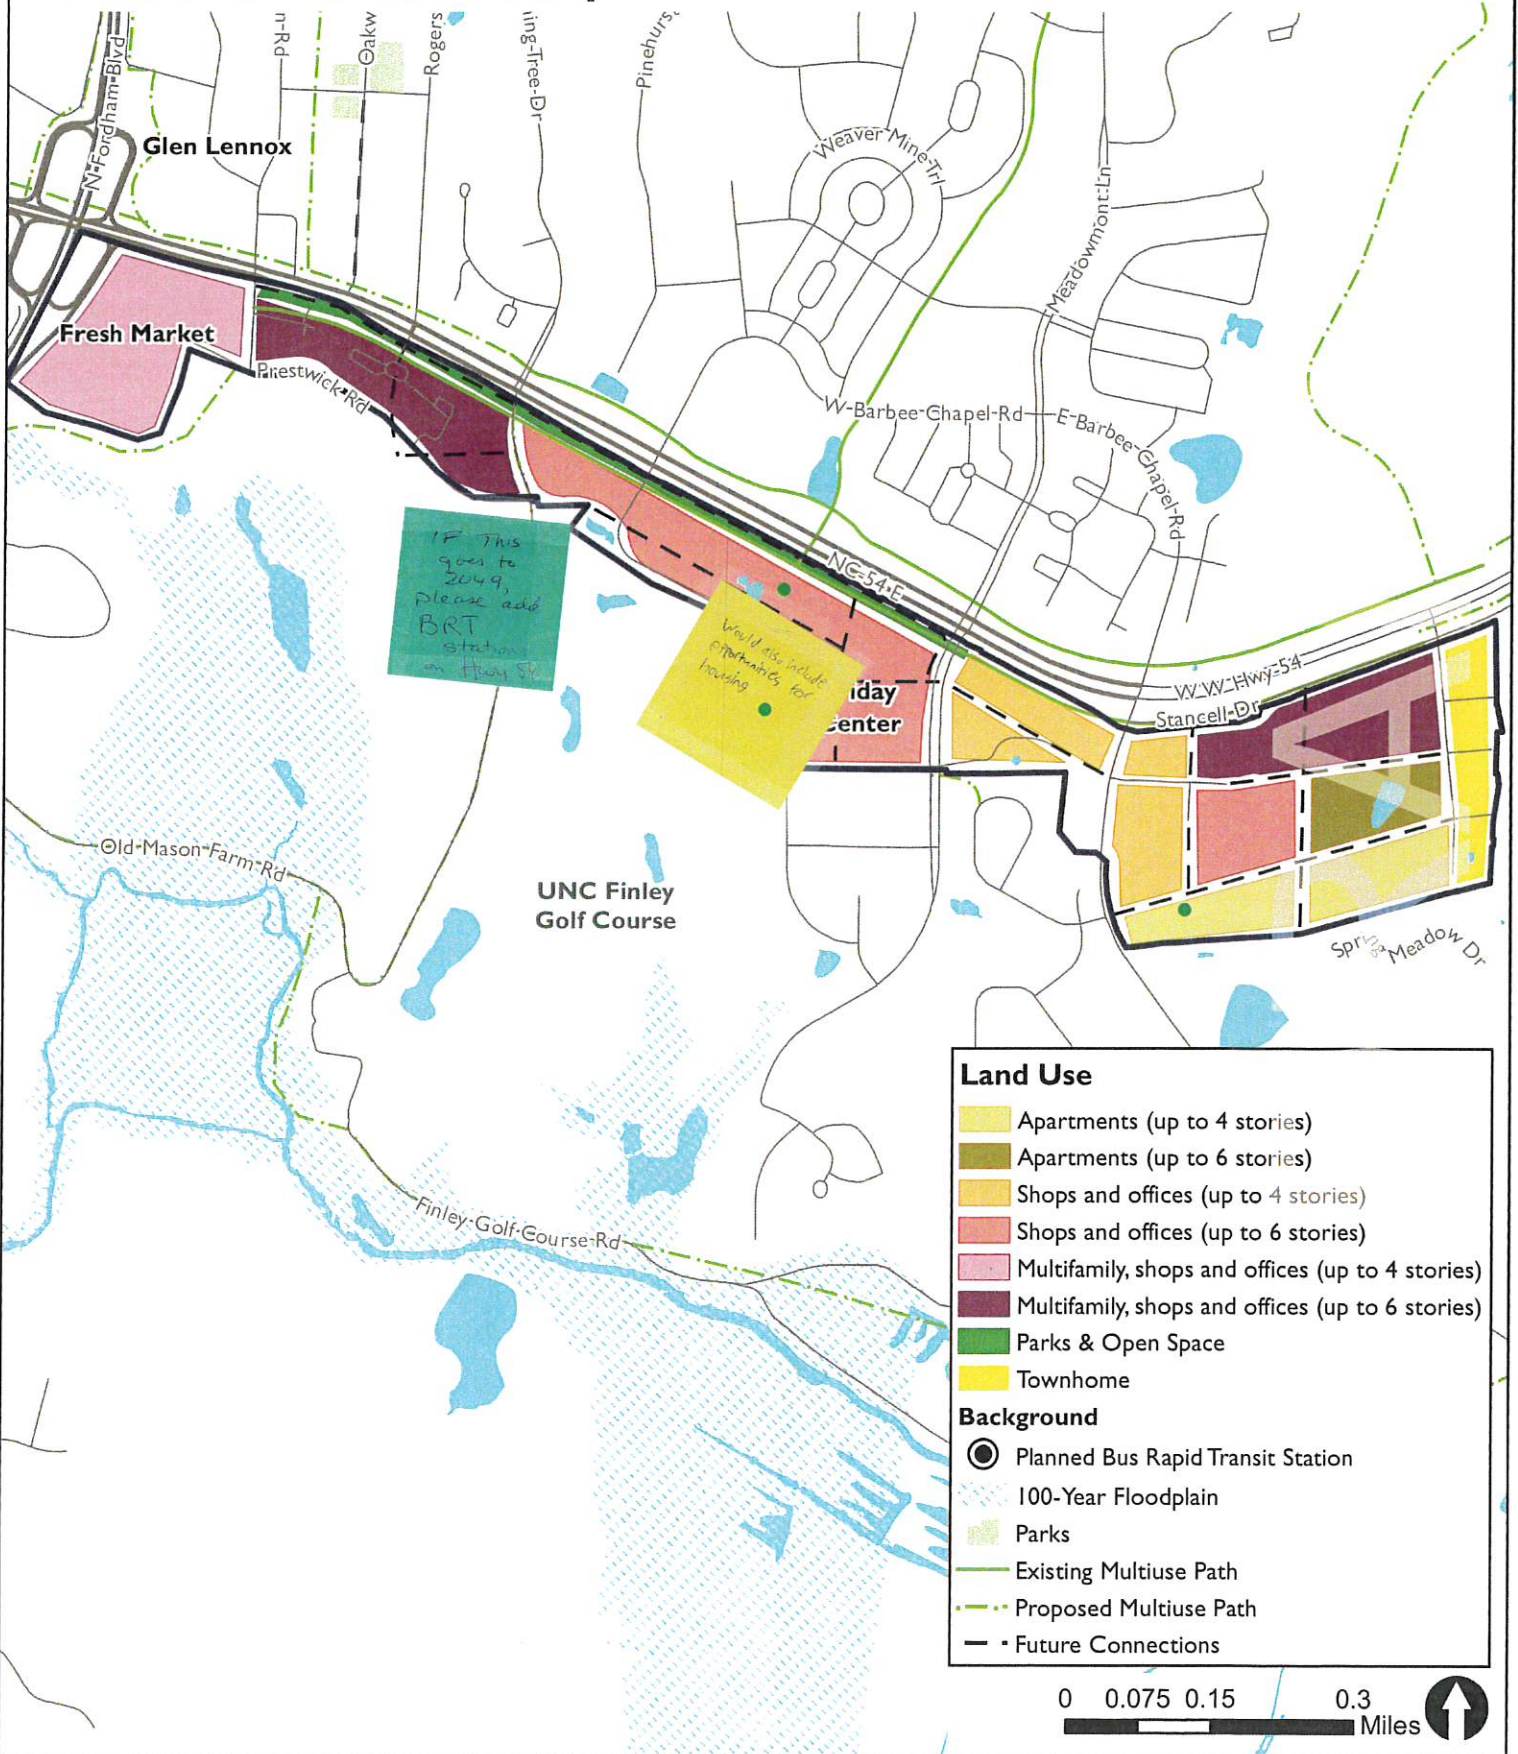 N-Fordham-Blvd
Oakw
Rogers
ing-Tree-Dr
Pinehurst
Glen Lennox
Weaver-Mine-Trl
Meadowmont-Ln
Fresh Market
Prestwick-Rd
W-Barbee-Chapel-Rd
E-Barbee-Chapel-Rd
NC-54-E
IF This
goes to
2049,
please add
BRT
station
on Hwy 54
Would also include
opportunities for
housing
iday
Center
W W Hwy-54
Stancell-Dr
Old-Mason-Farm-Rd
UNC Finley
Golf Course
Spring Meadow Dr
Finley-Golf-Course-Rd
Land Use
Apartments (up to 4 stories)
Apartments (up to 6 stories)
Shops and offices (up to 4 stories)
Shops and offices (up to 6 stories)
Multifamily, shops and offices (up to 4 stories)
Multifamily, shops and offices (up to 6 stories)
Parks & Open Space
Townhome
Background
Planned Bus Rapid Transit Station
100-Year Floodplain
Parks
Existing Multiuse Path
Proposed Multiuse Path
Future Connections
0 0.075 0.15 0.3
Miles